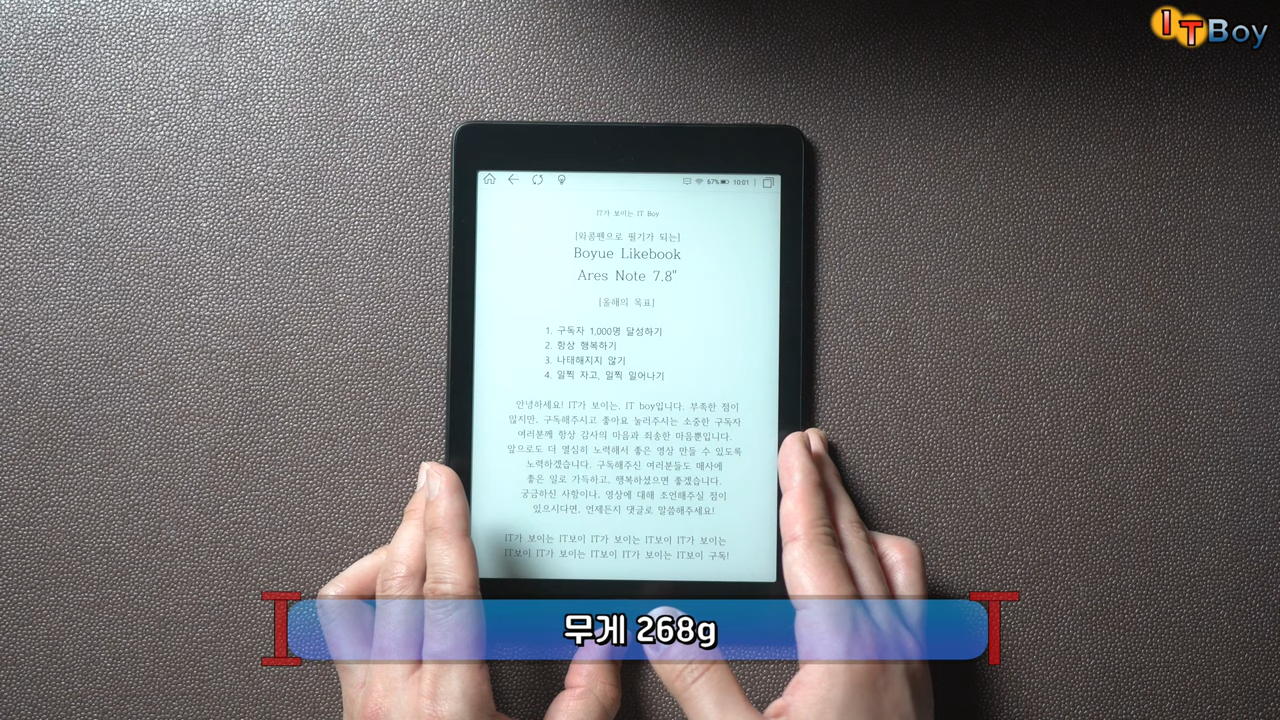 IT Boy
67% 10:01
IT가 보이는 IT Boy
[와콤펜으로 필기가 되는]
Boyue Likebook
Ares Note 7.8"
[올해의 목표]
1. 구독자 1,000명 달성하기
2. 항상 행복하기
3. 나태해지지 않기
4. 일찍 자고, 일찍 일어나기
안녕하세요! IT가 보이는, IT boy입니다. 부족한 점이
많지만, 구독해주시고 좋아요 눌러주시는 소중한 구독자
여러분께 항상 감사의 마음과 죄송한 마음뿐입니다.
앞으로도 더 열심히 노력해서 좋은 영상 만들 수 있도록
노력하겠습니다. 구독해주신 여러분들도 매사에
좋은 일로 가득하고, 행복하셨으면 좋겠습니다.
궁금하신 사항이나, 영상에 대해 조언해주실 점이
있으시다면, 언제든지 댓글로 말씀해주세요!
IT가 보이는 IT보이 IT가 보이는 IT보이 IT가 보이는
IT보이 IT가 보이는 IT보이 IT가 보이는 IT보이 구독!
I 무게 268g T